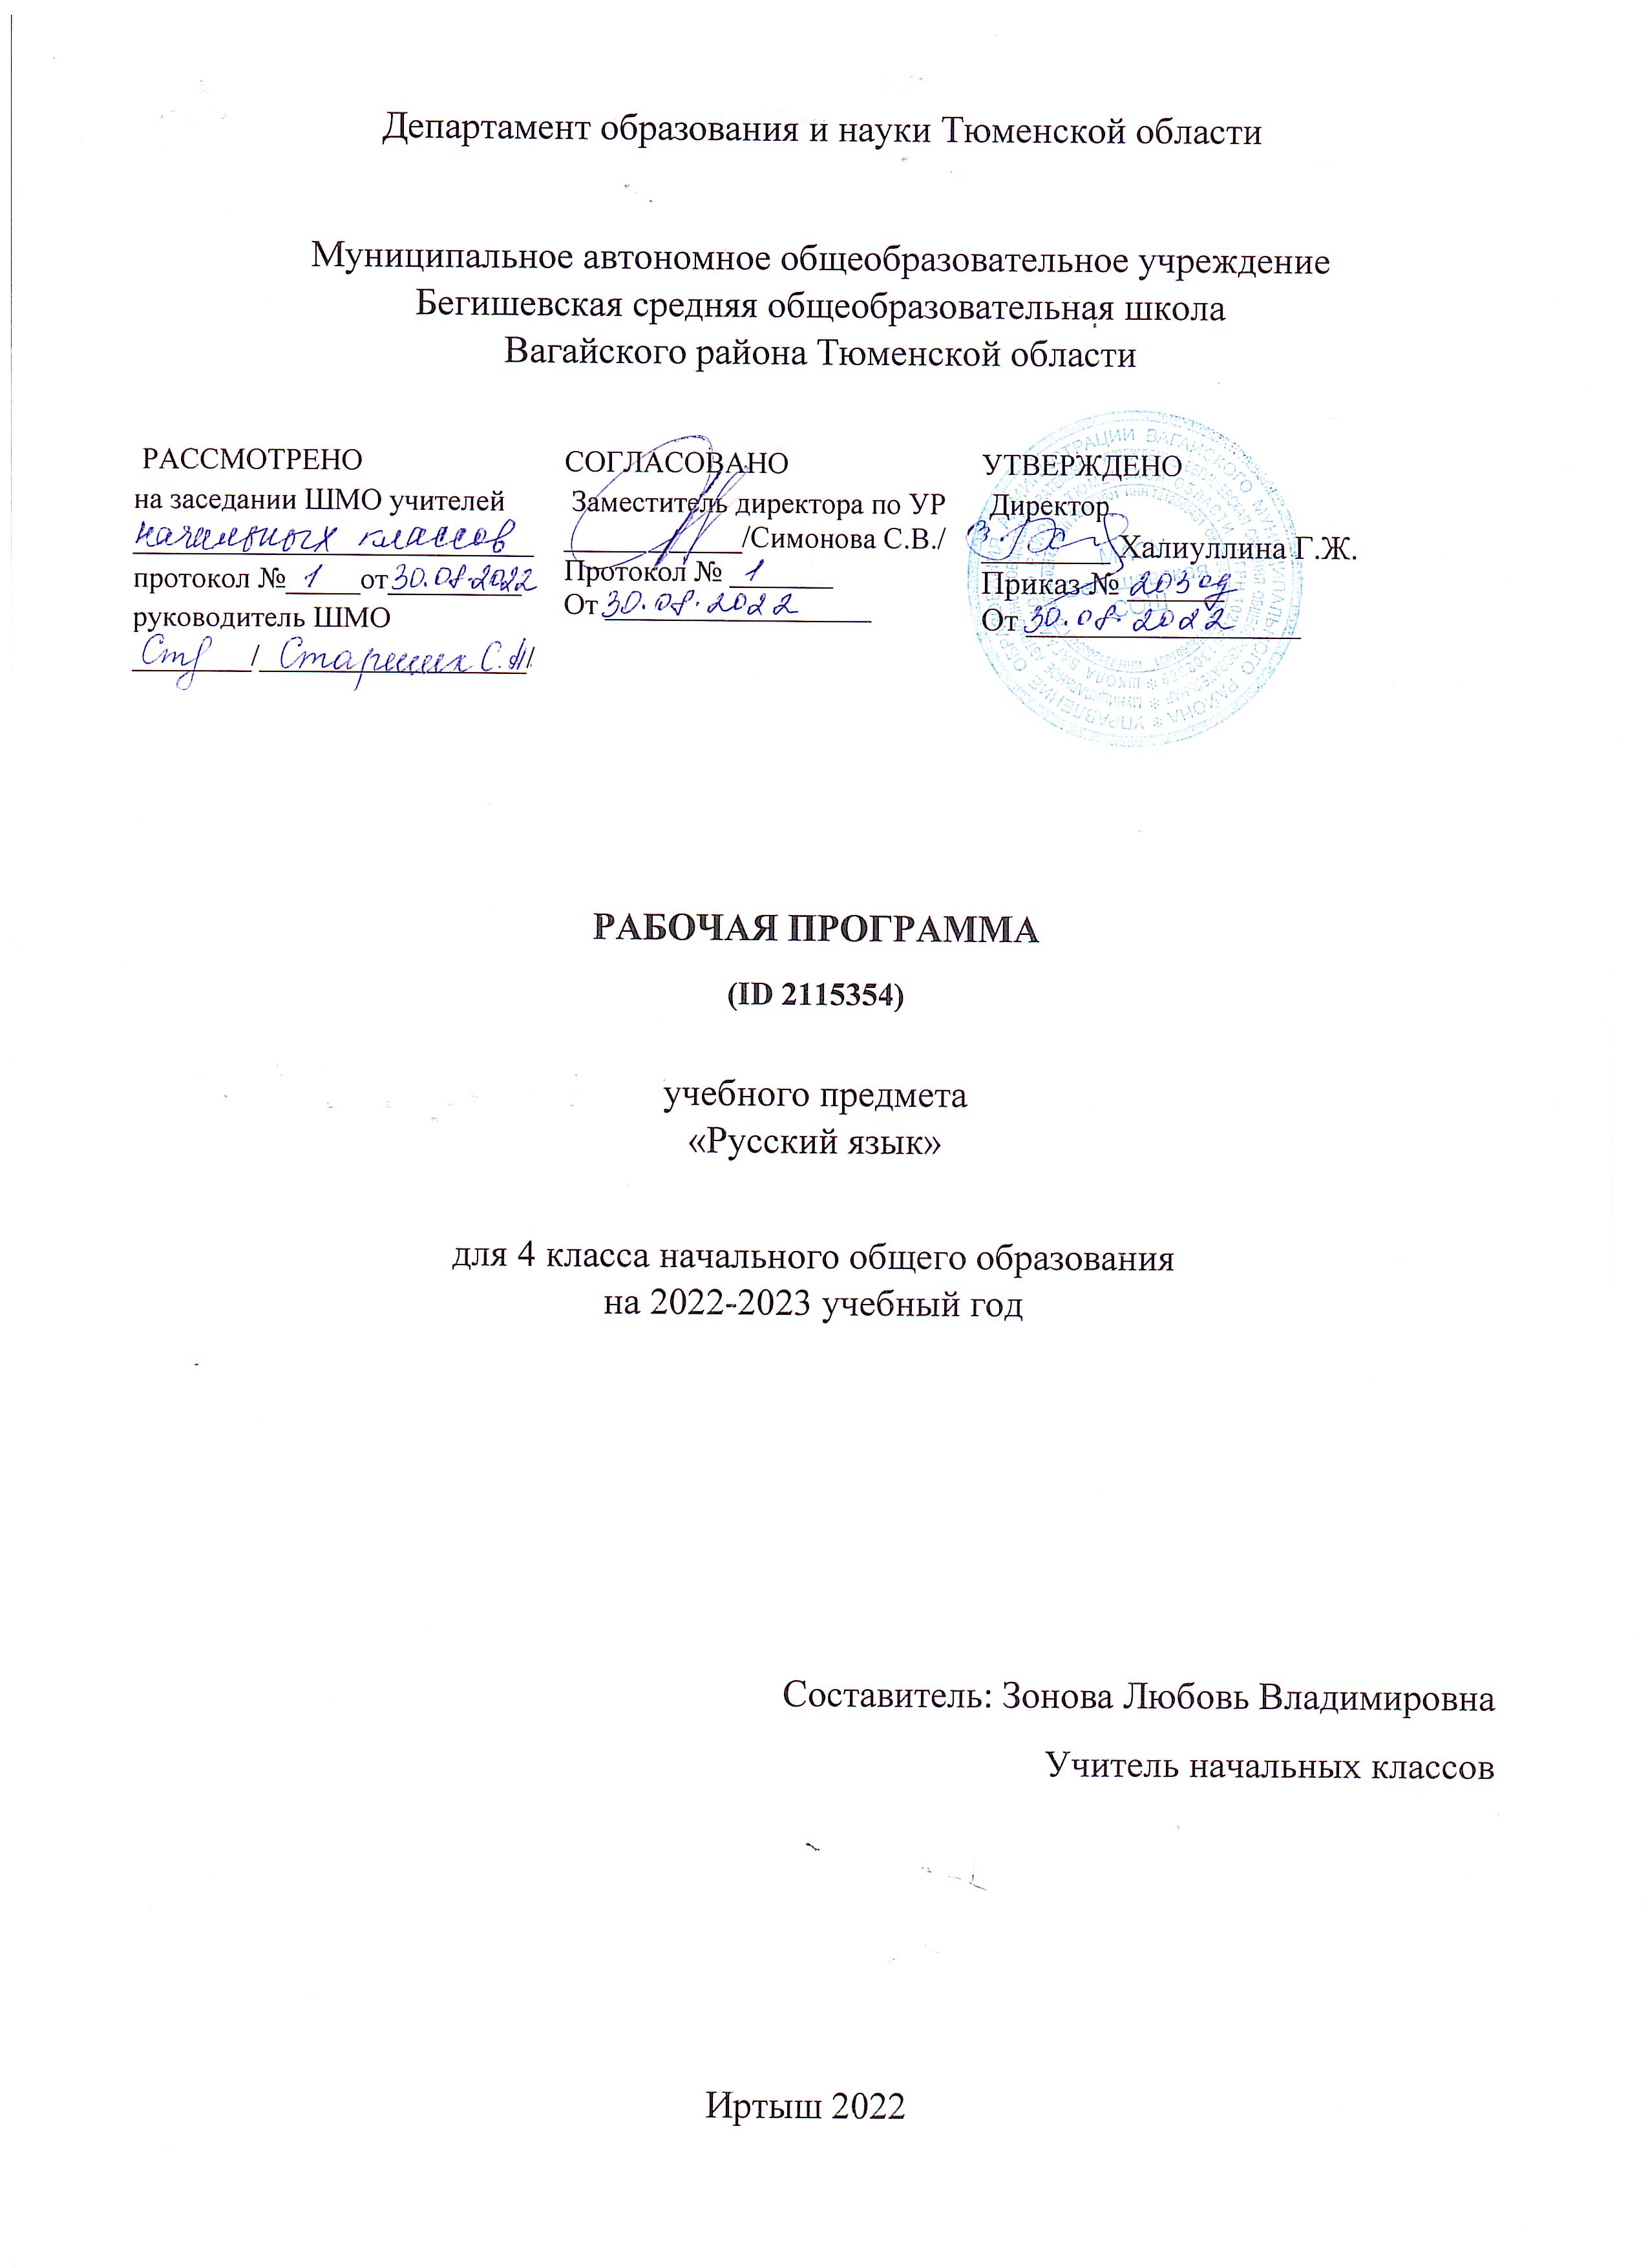 Департамент образования и науки Тюменской области
Муниципальное автономное общеобразовательное учреждение
Бегишевская средняя общеобразовательная школа
Вагайского района Тюменской области
РАССМОТРЕНО
на заседании ШМО учителей
начальных классов
протокол № 1 от 30.08.2022
руководитель ШМО
/ Старших С.
СОГЛАСОВАНО
Заместитель директора по УР
/Симонова С.В./
Протокол № 1
От 30.08.2022
УТВЕРЖДЕНО
Директор
Халиуллина Г.Ж.
Приказ № 203 од
От 30.08.2022
РАБОЧАЯ ПРОГРАММА
(ID 2115354)
учебного предмета
«Русский язык»
для 4 класса начального общего образования
на 2022-2023 учебный год
Составитель: Зонова Любовь Владимировна
Учитель начальных классов
Иртыш 2022